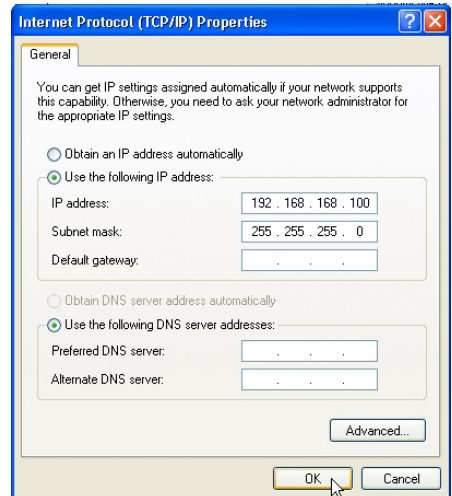 Internet Protocol (TCP/IP) Properties
General
You can get IP settings assigned automatically if your network supports
this capability. Otherwise, you need to ask your network administrator for
the appropriate IP settings.
Obtain an IP address automatically
Use the following IP address:
IP address: 192 . 168 . 168 . 100
Subnet mask: 255 . 255 . 255 . 0
Default gateway: . . .
Obtain DNS server address automatically
Use the following DNS server addresses:
Preferred DNS server: . . .
Alternate DNS server: . . .
Advanced...
OK Cancel